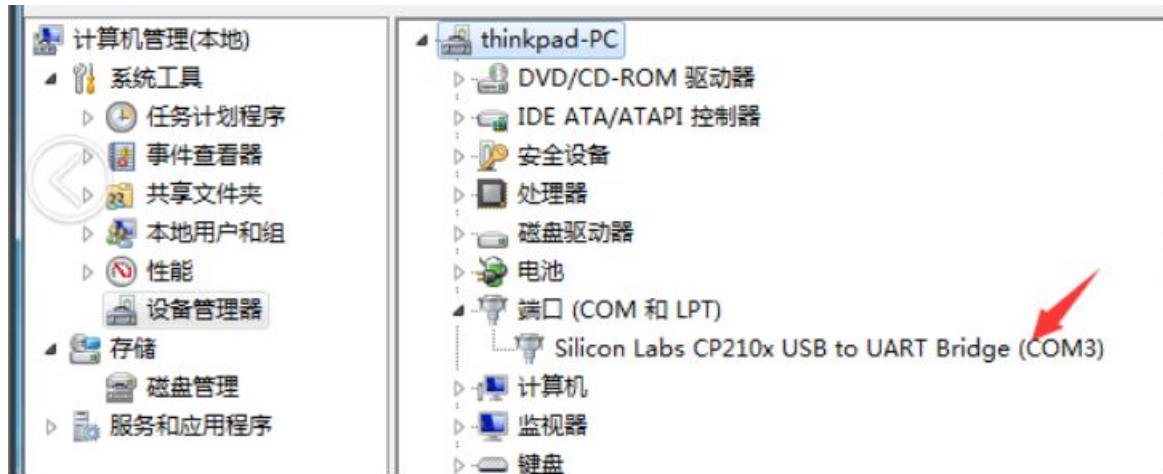 计算机管理(本地)
系统工具
任务计划程序
事件查看器
共享文件夹
本地用户和组
性能
设备管理器
存储
磁盘管理
服务和应用程序
thinkpad-PC
DVD/CD-ROM 驱动器
IDE ATA/ATAPI 控制器
安全设备
处理器
磁盘驱动器
电池
端口 (COM 和 LPT)
Silicon Labs CP210x USB to UART Bridge (COM3)
计算机
监视器
键盘